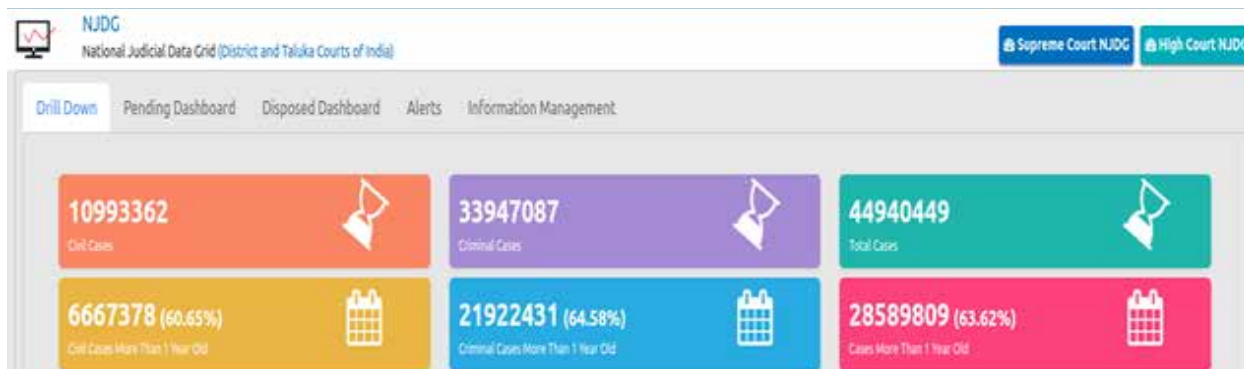 NJDG
National Judicial Data Grid (District and Taluka Courts of India)
Supreme Court NJDG
High Court NJDG
Drill Down
Pending Dashboard
Disposed Dashboard
Alerts
Information Management
10993362
Civil Cases
33947087
Criminal Cases
44940449
Total Cases
6667378 (60.65%)
Civil Cases More Than 1 Year Old
21922431 (64.58%)
Criminal Cases More Than 1 Year Old
28589809 (63.62%)
Cases More Than 1 Year Old